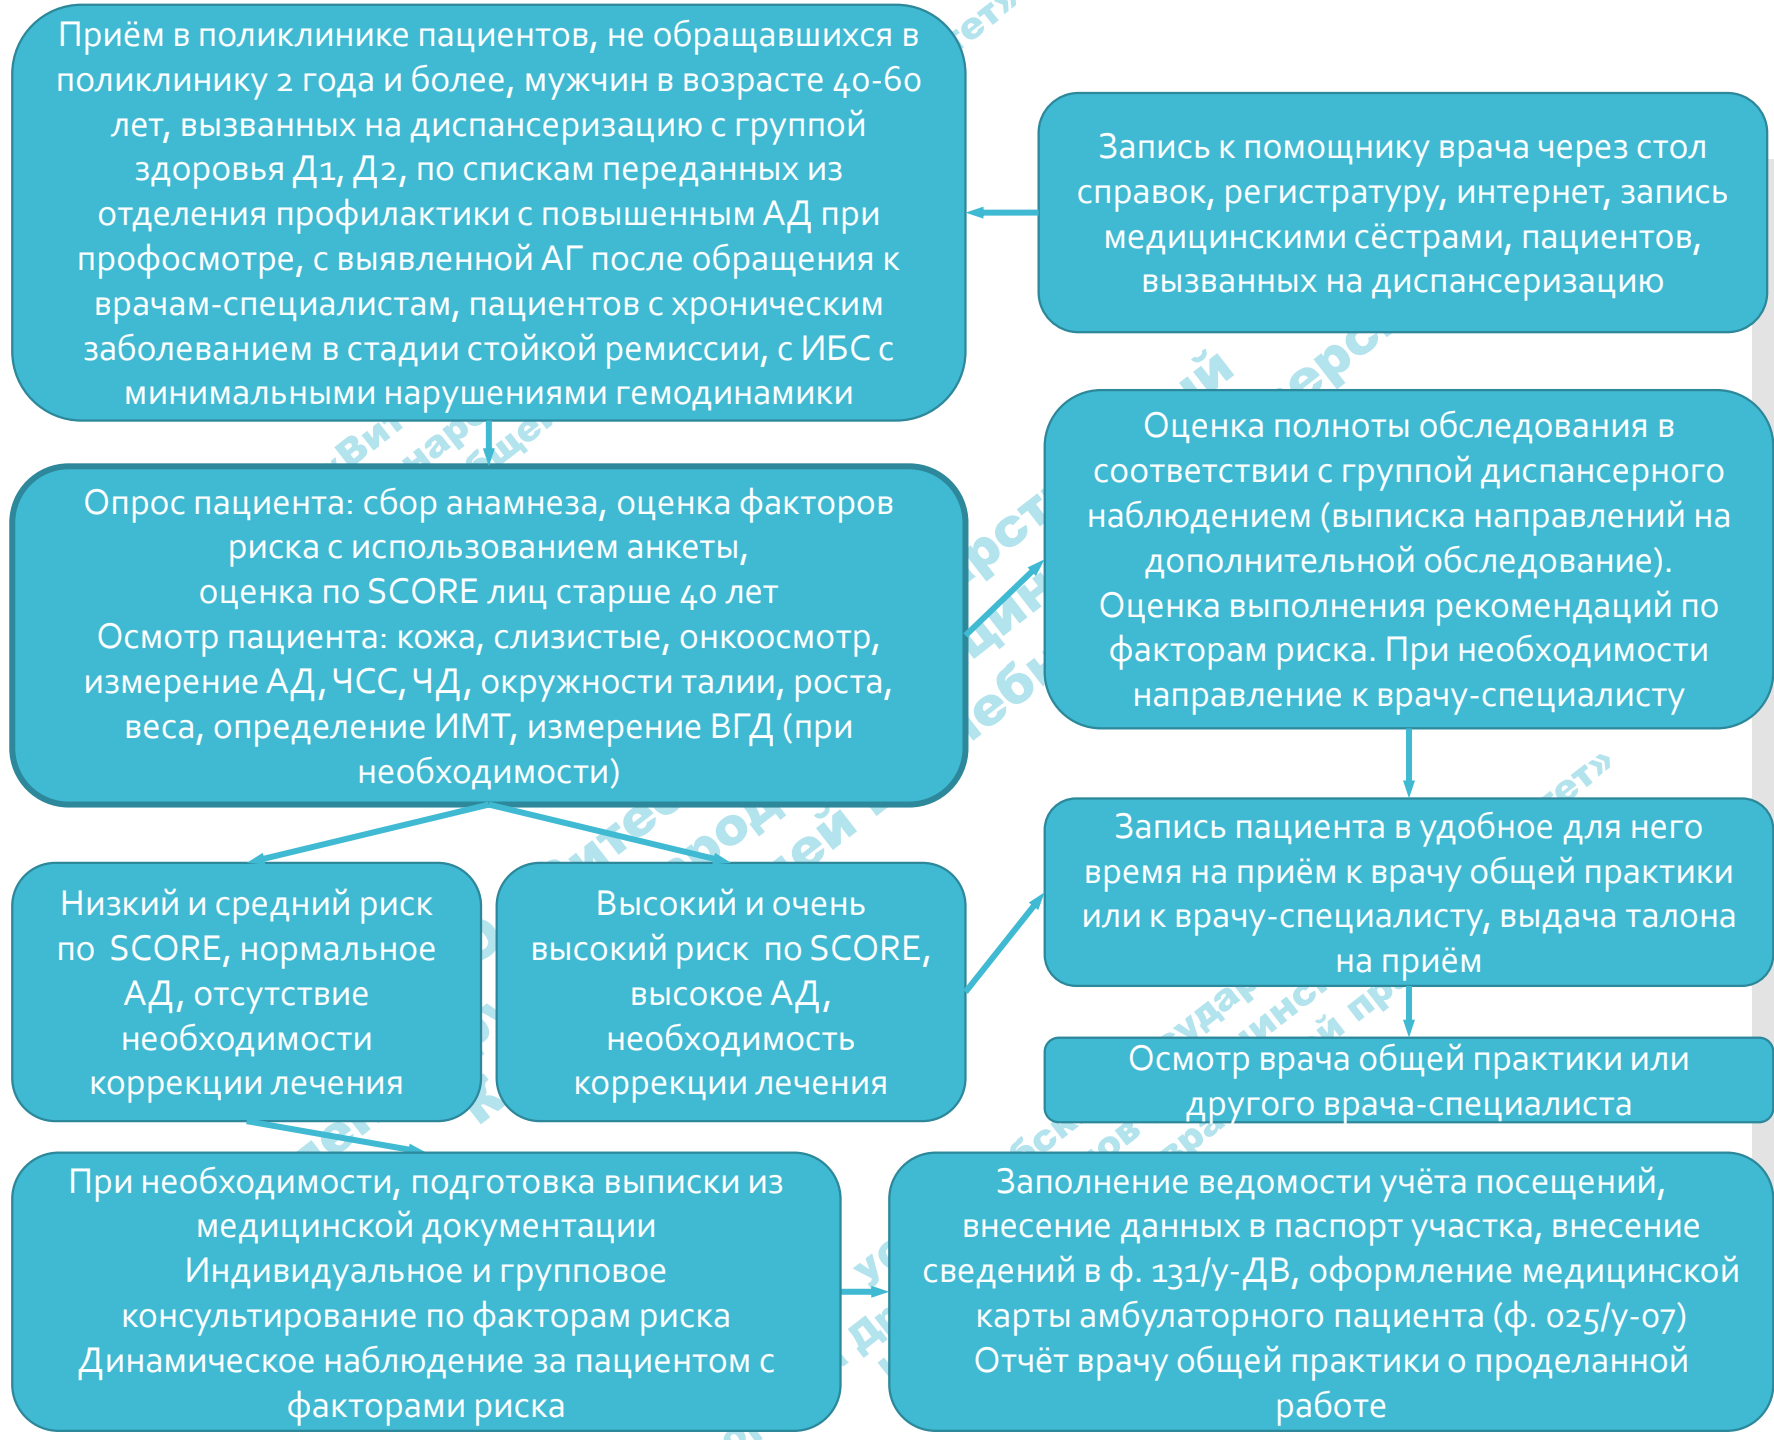 Приём в поликлинике пациентов, не обращавшихся в
поликлинику 2 года и более, мужчин в возрасте 40-60
лет, вызванных на диспансеризацию с группой
здоровья Д1, Д2, по спискам переданных из
отделения профилактики с повышенным АД при
профосмотре, с выявленной АГ после обращения к
врачам-специалистам, пациентов с хроническим
заболеванием в стадии стойкой ремиссии, с ИБС с
минимальными нарушениями гемодинамики
Запись к помощнику врача через стол
справок, регистратуру, интернет, запись
медицинскими сёстрами, пациентов,
вызванных на диспансеризацию
Опрос пациента: сбор анамнеза, оценка факторов
риска с использованием анкеты,
оценка по SCORE лиц старше 40 лет
Осмотр пациента: кожа, слизистые, онкоосмотр,
измерение АД, ЧСС, ЧД, окружности талии, роста,
веса, определение ИМТ, измерение ВГД (при
необходимости)
Оценка полноты обследования в
соответствии с группой диспансерного
наблюдением (выписка направлений на
дополнительной обследование).
Оценка выполнения рекомендаций по
факторам риска. При необходимости
направление к врачу-специалисту
Запись пациента в удобное для него
время на приём к врачу общей практики
или к врачу-специалисту, выдача талона
на приём
Низкий и средний риск
по SCORE, нормальное
АД, отсутствие
необходимости
коррекции лечения
Высокий и очень
высокий риск по SCORE,
высокое АД,
необходимость
коррекции лечения
Осмотр врача общей практики или
другого врача-специалиста
При необходимости, подготовка выписки из
медицинской документации
Индивидуальное и групповое
консультирование по факторам риска
Динамическое наблюдение за пациентом с
факторами риска
Заполнение ведомости учёта посещений,
внесение данных в паспорт участка, внесение
сведений в ф. 131/у-ДВ, оформление медицинской
карты амбулаторного пациента (ф. 025/у-07)
Отчёт врачу общей практики о проделанной
работе